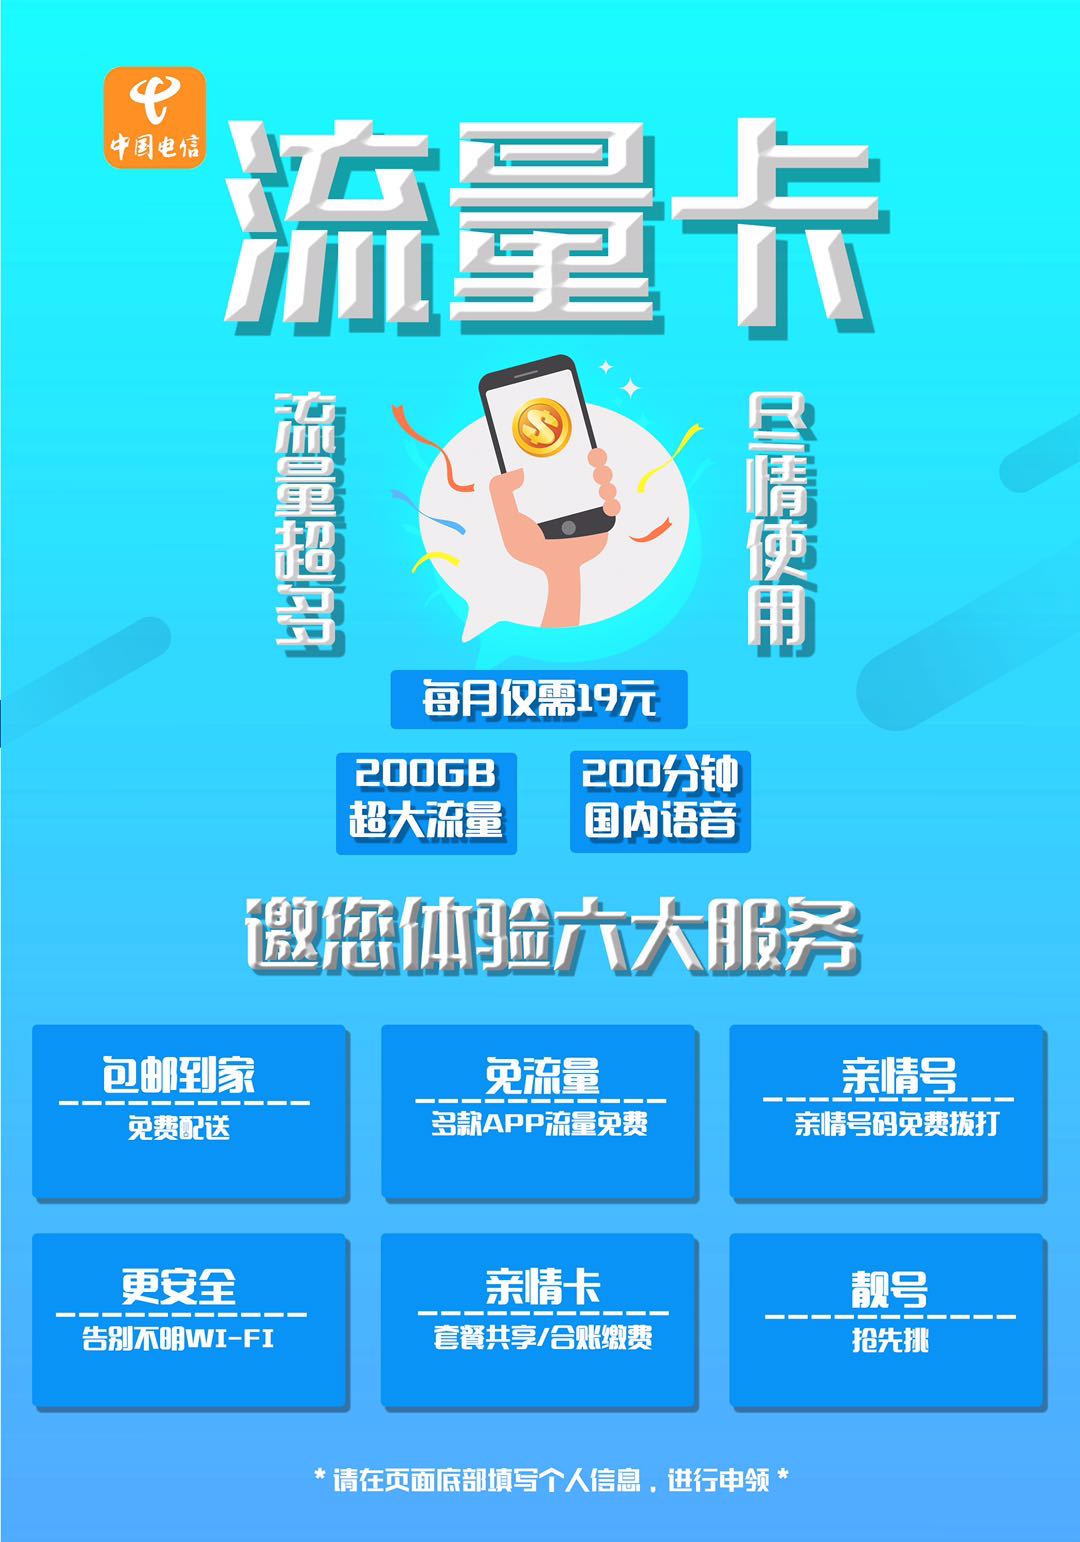 中国电信
流量卡
流量超多
尽情使用
每月仅需19元
200GB
超大流量
200分钟
国内语音
邀您体验六大服务
包邮到家
免费配送
免流量
多款APP流量免费
亲情号
亲情号码免费拨打
更安全
告别不明WI-FI
亲情卡
套餐共享/合账缴费
靓号
抢先挑
*请在页面底部填写个人信息，进行申领*